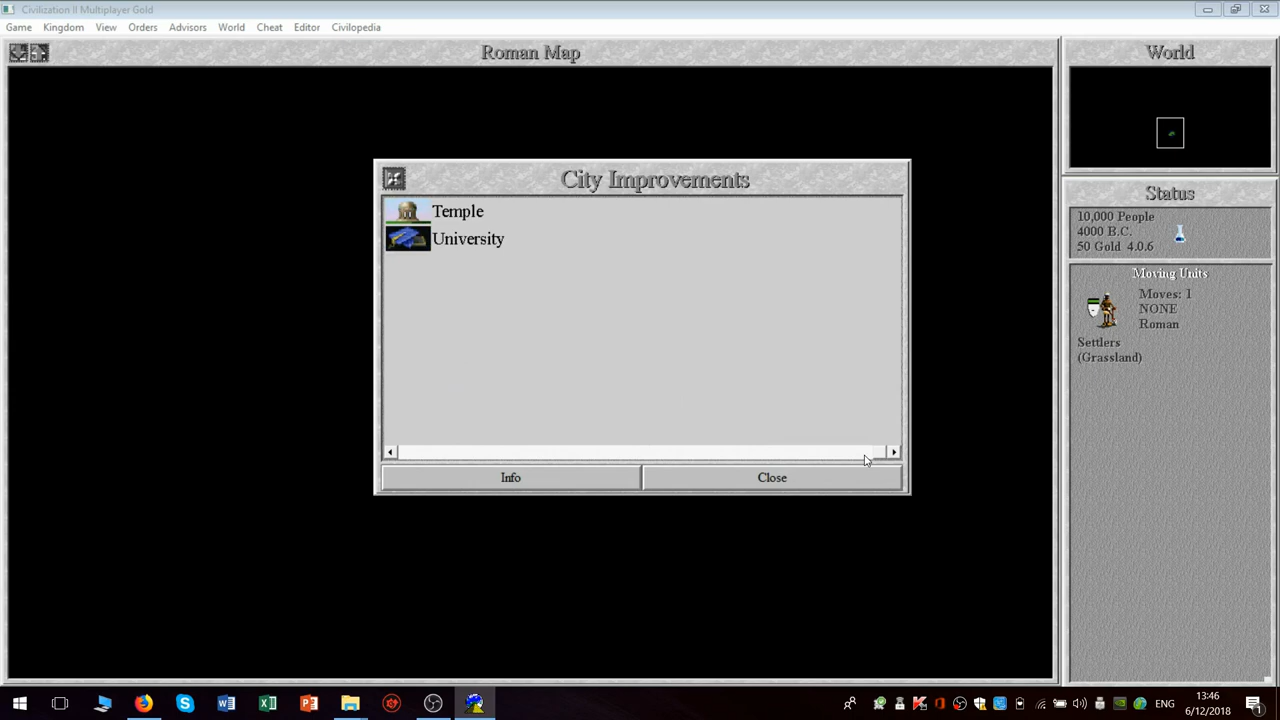 Civilization II Multiplayer Gold
Game Kingdom View Orders Advisors World Cheat Editor Civilopedia
Roman Map
World
City Improvements
Temple
University
Info
Close
Status
10,000 People
4000 B.C.
50 Gold 4.0.6
Moving Units
Moves: 1
NONE
Roman
Settlers
(Grassland)
ENG
13:46
6/12/2018
1